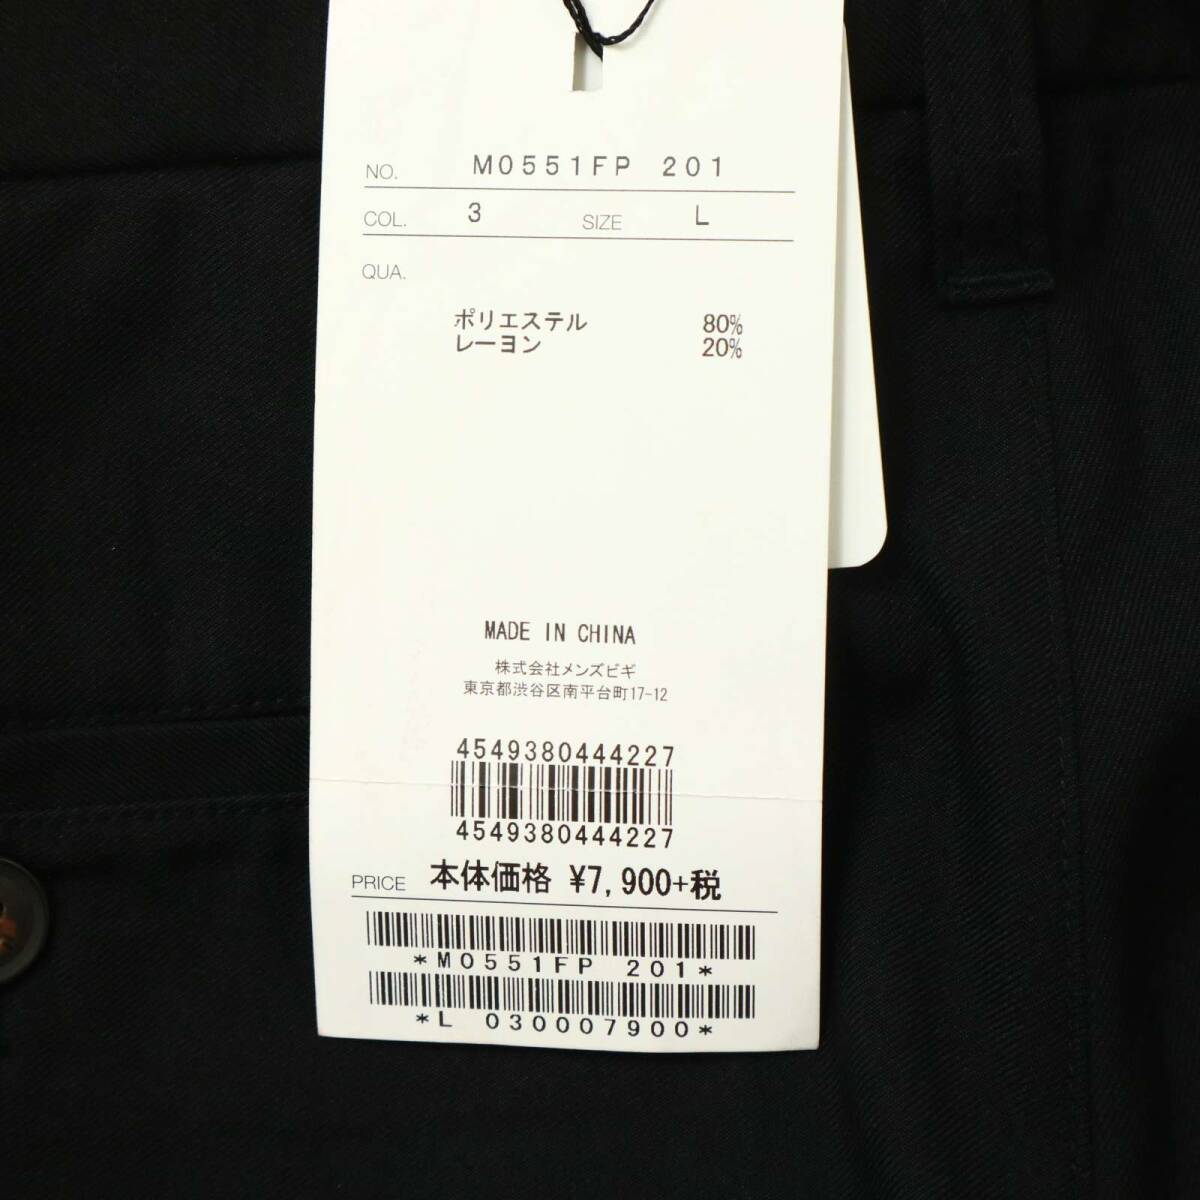 NO. M0551FP 201
COL. 3 SIZE L
QUA.
ポリエステル 80%
レーヨン 20%
MADE IN CHINA
株式会社メンズビギ
東京都渋谷区南平台町17-12
4549380444227
4549380444227
PRICE 本体価格 ¥7,900+税
*M0551FP 201*
*L 030007900*